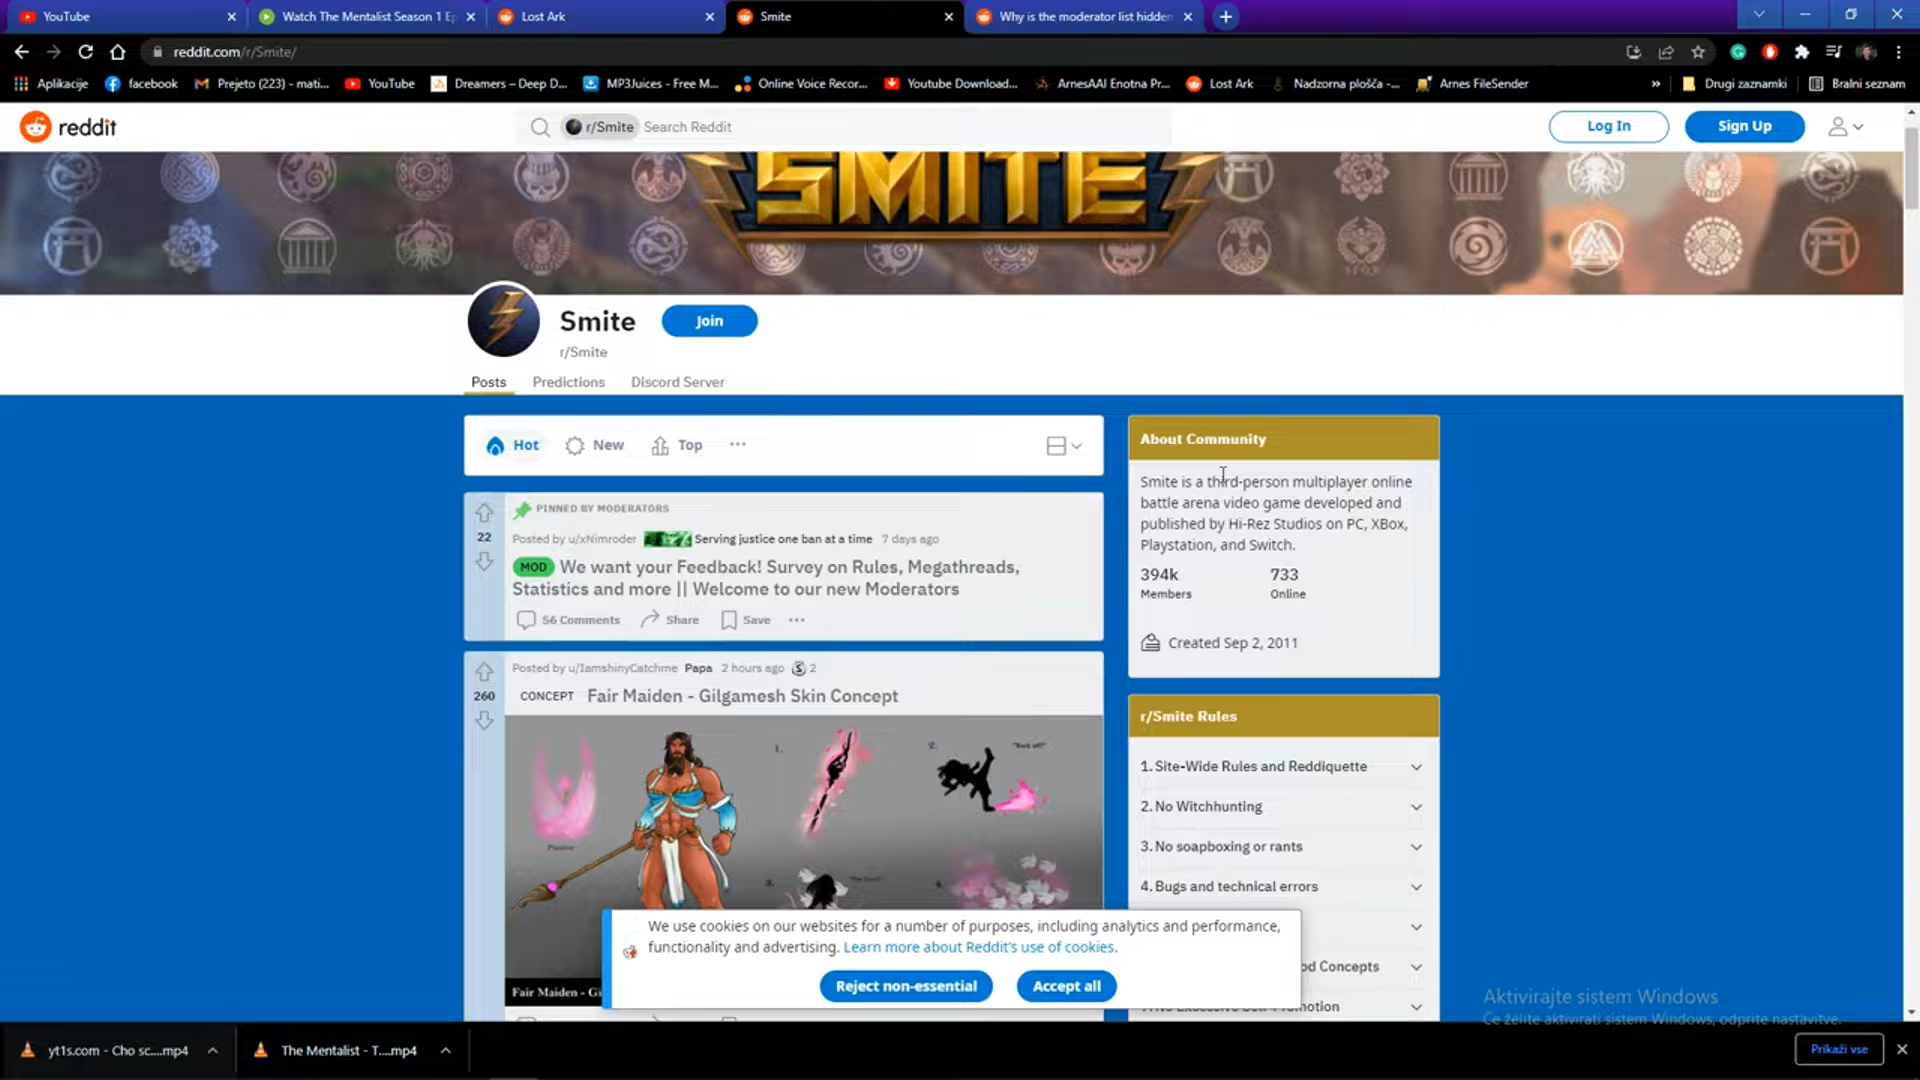 YouTube
Watch The Mentalist Season 1 Ep
Lost Ark
Smite
Why is the moderator list hidden
reddit.com/r/Smite/
Aplikacije
facebook
Prejeto (223) - mati...
YouTube
Dreamers – Deep D...
MP3Juices - Free M...
Online Voice Recor...
Youtube Download...
ArnesAAI Enotna Pr...
Lost Ark
Nadzorna plošča -...
Arnes FileSender
»
Drugi zaznamki
Bralni seznam
reddit
r/Smite
Search Reddit
Log In
Sign Up
SMITE
Smite
Join
r/Smite
Posts
Predictions
Discord Server
Hot
New
Top
...
PINNED BY MODERATORS
22
Posted by u/xNimroder
Serving justice one ban at a time
7 days ago
MOD We want your Feedback! Survey on Rules, Megathreads,
Statistics and more || Welcome to our new Moderators
56 Comments
Share
Save
...
Posted by u/IamshinyCatchme Papa 2 hours ago S 2
260
CONCEPT Fair Maiden - Gilgamesh Skin Concept
Passive
1.
2.
3.
Fair Maiden - Gi
About Community
Smite is a third-person multiplayer online
battle arena video game developed and
published by Hi-Rez Studios on PC, XBox,
Playstation, and Switch.
394k
733
Members
Online
Created Sep 2, 2011
r/Smite Rules
1. Site-Wide Rules and Reddiquette
2. No Witchhunting
3. No soapboxing or rants
4. Bugs and technical errors
od Concepts
We use cookies on our websites for a number of purposes, including analytics and performance,
functionality and advertising. Learn more about Reddit's use of cookies.
Reject non-essential
Accept all
Aktivirajte sistem Windows
Če želite aktivirati sistem Windows, odprite nastavitve.
yt1s.com - Cho sc....mp4
The Mentalist - T....mp4
Prikaži vse